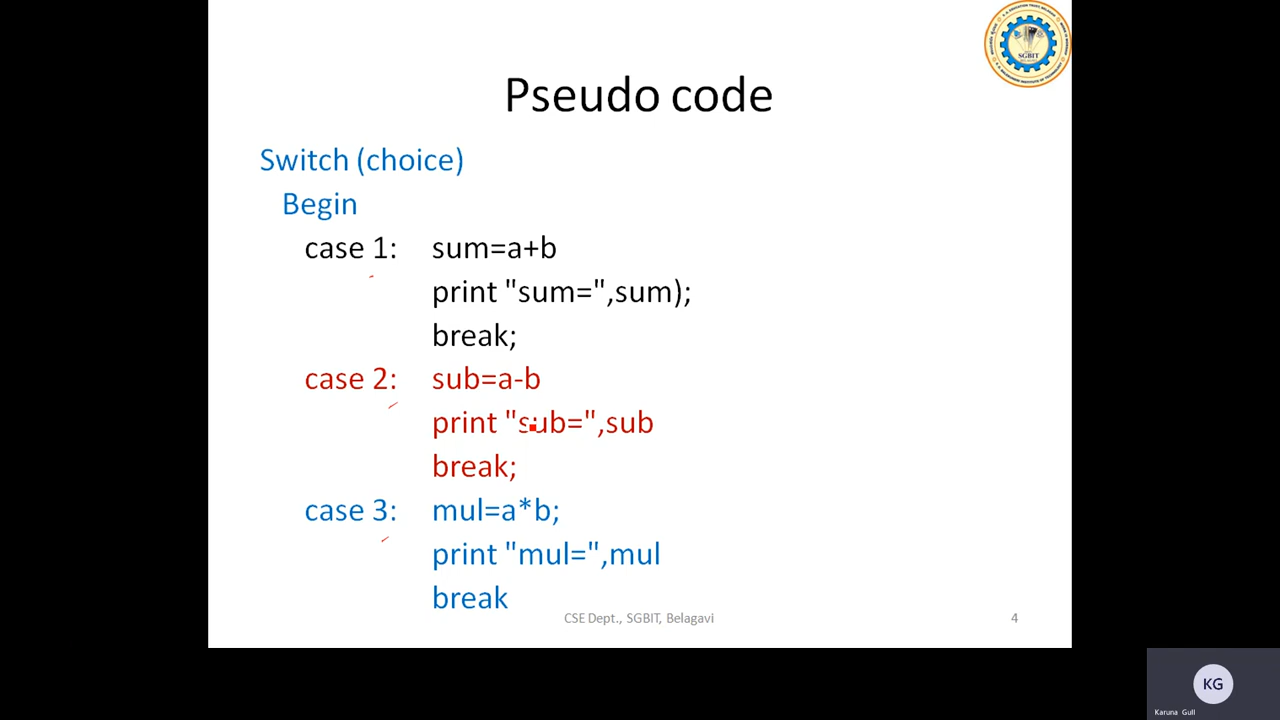 SGBIT
Pseudo code
Switch (choice)
Begin
case 1: sum=a+b
print "sum=",sum);
break;
case 2: sub=a-b
print "sub=",sub
break;
case 3: mul=a*b;
print "mul=",mul
break
CSE Dept., SGBIT, Belagavi
4
KG
Karuna Gull